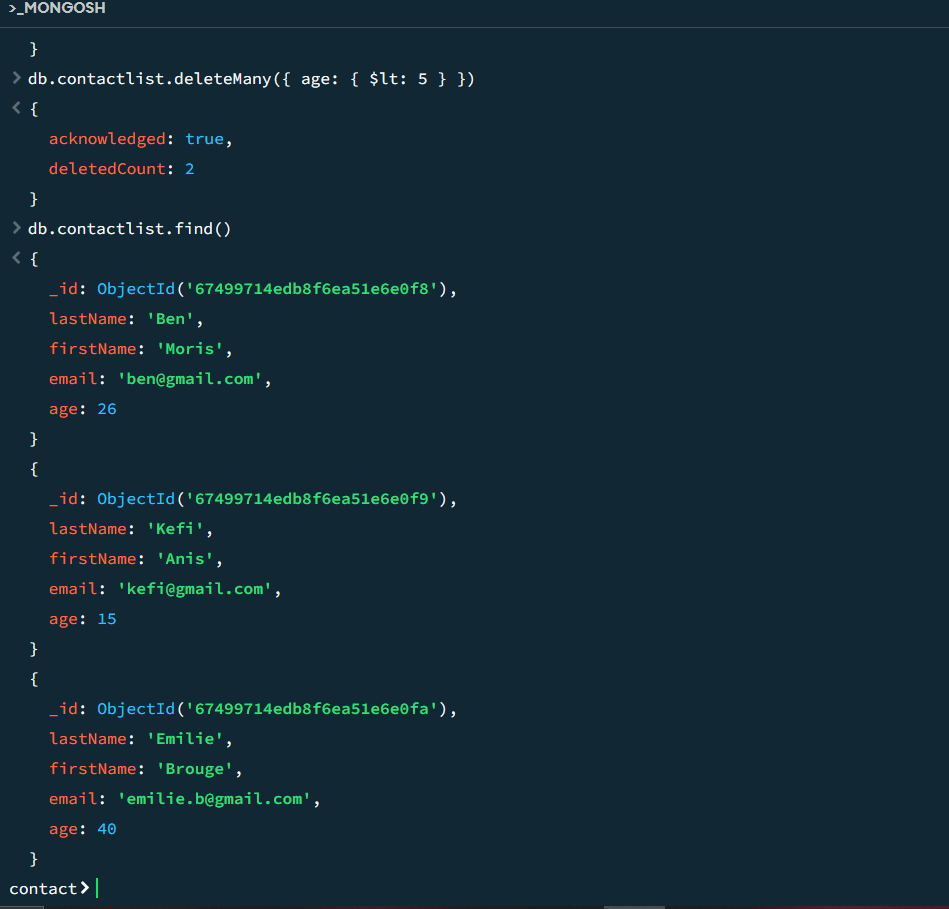 >_MONGOSH
}
> db.contactlist.deleteMany({ age: { $lt: 5 } })
< {
acknowledged: true,
deletedCount: 2
}
> db.contactlist.find()
< {
_id: ObjectId('67499714edb8f6ea51e6e0f8'),
lastName: 'Ben',
firstName: 'Moris',
email: 'ben@gmail.com',
age: 26
}
{
_id: ObjectId('67499714edb8f6ea51e6e0f9'),
lastName: 'Kefi',
firstName: 'Anis',
email: 'kefi@gmail.com',
age: 15
}
{
_id: ObjectId('67499714edb8f6ea51e6e0fa'),
lastName: 'Emilie',
firstName: 'Brouge',
email: 'emilie.b@gmail.com',
age: 40
}
contact>